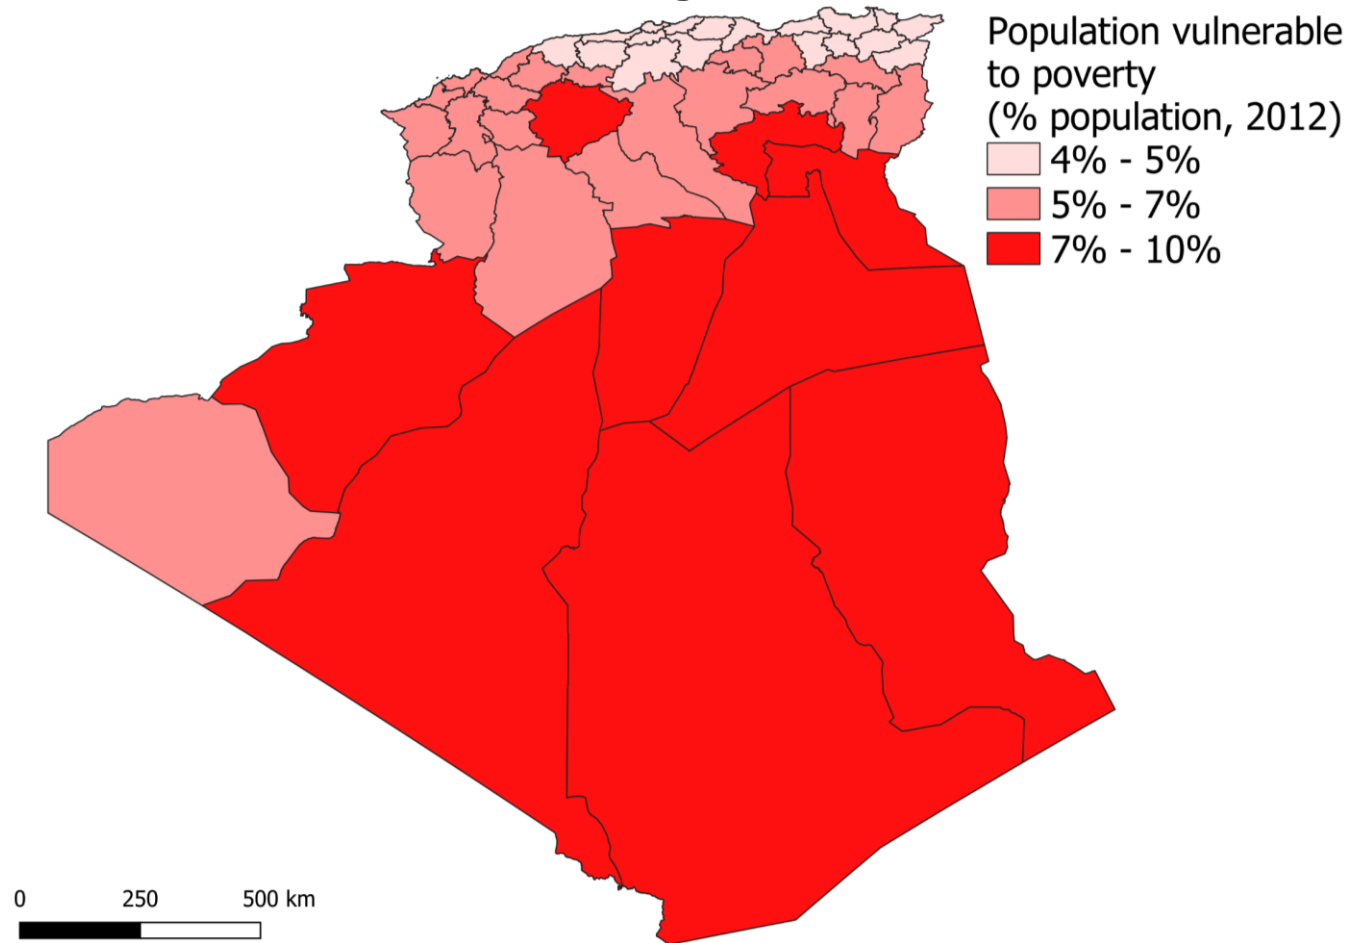 Population vulnerable
to poverty
(% population, 2012)
4% - 5%
5% - 7%
7% - 10%
0 250 500 km